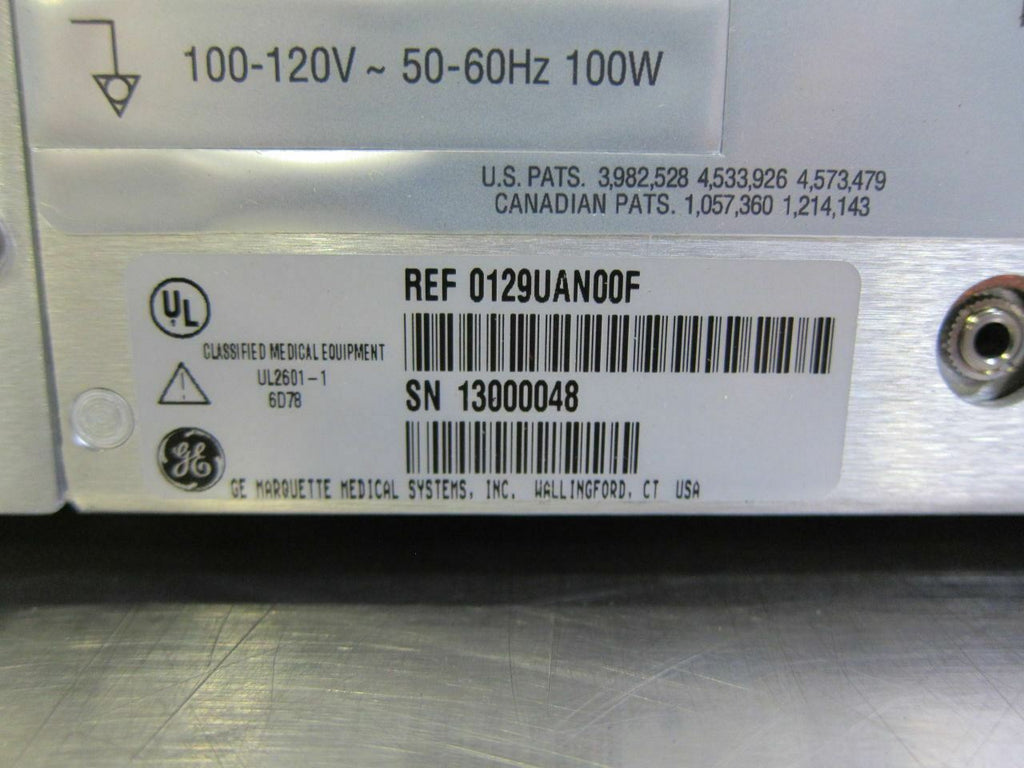 100-120V ~ 50-60Hz 100W
U.S. PATS. 3,982,528 4,533,926 4,573,479
CANADIAN PATS. 1,057,360 1,214,143
REF 0129UAN00F
UL
CLASSIFIED MEDICAL EQUIPMENT
UL2601-1
6D78
SN 13000048
GE
GE MARQUETTE MEDICAL SYSTEMS, INC. WALLINGFORD, CT USA